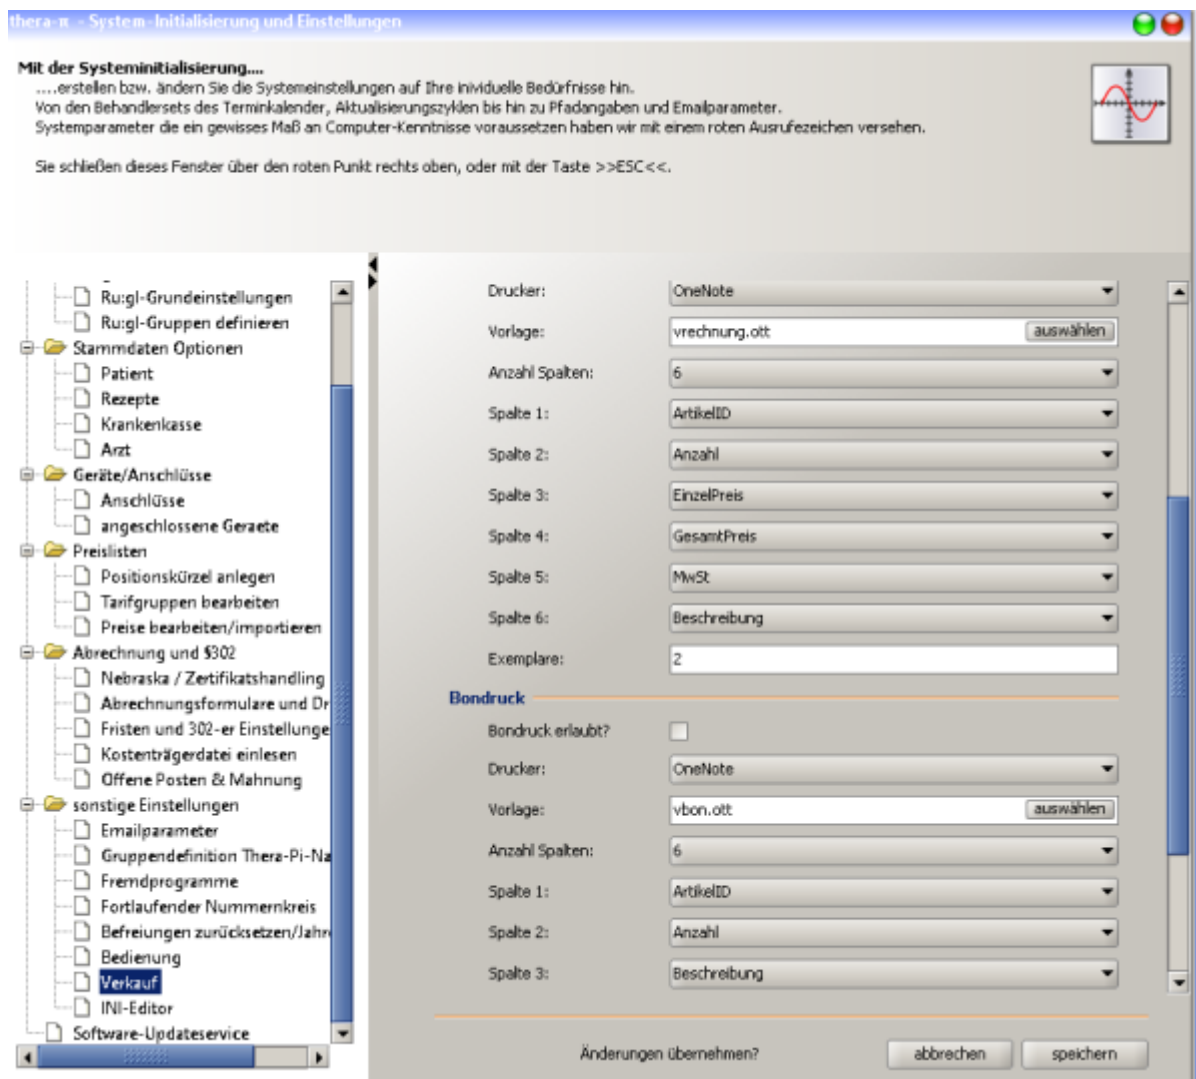 thera-π - System-Initialisierung und Einstellungen
Mit der Systeminitialisierung....
....erstellen bzw. ändern Sie die Systemeinstellungen auf Ihre inividuelle Bedürfnisse hin.
Von den Behandlersets des Terminkalender, Aktualisierungszyklen bis hin zu Pfadangaben und Emailparameter.
Systemparameter die ein gewisses Maß an Computer-Kenntnisse voraussetzen haben wir mit einem roten Ausrufezeichen versehen.
Sie schließen dieses Fenster über den roten Punkt rechts oben, oder mit der Taste >>ESC<<.
Ru:gl-Grundeinstellungen
Ru:gl-Gruppen definieren
Stammdaten Optionen
Patient
Rezepte
Krankenkasse
Arzt
Geräte/Anschlüsse
Anschlüsse
angeschlossene Geraete
Preislisten
Positionskürzel anlegen
Tarifgruppen bearbeiten
Preise bearbeiten/importieren
Abrechnung und §302
Nebraska / Zertifikatshandling
Abrechnungsformulare und Dr
Fristen und 302-er Einstellunge
Kostenträgerdatei einlesen
Offene Posten & Mahnung
sonstige Einstellungen
Emailparameter
Gruppendefinition Thera-Pi-Na
Fremdprogramme
Fortlaufender Nummernkreis
Befreiungen zurücksetzen/Jahr
Bedienung
Verkauf
INI-Editor
Software-Updateservice
Drucker: OneNote
Vorlage: vrechnung.ott auswählen
Anzahl Spalten: 6
Spalte 1: ArtikelID
Spalte 2: Anzahl
Spalte 3: EinzelPreis
Spalte 4: GesamtPreis
Spalte 5: MwSt
Spalte 6: Beschreibung
Exemplare: 2
Bondruck
Bondruck erlaubt?
Drucker: OneNote
Vorlage: vbon.ott auswählen
Anzahl Spalten: 6
Spalte 1: ArtikelID
Spalte 2: Anzahl
Spalte 3: Beschreibung
Änderungen übernehmen? abbrechen speichern